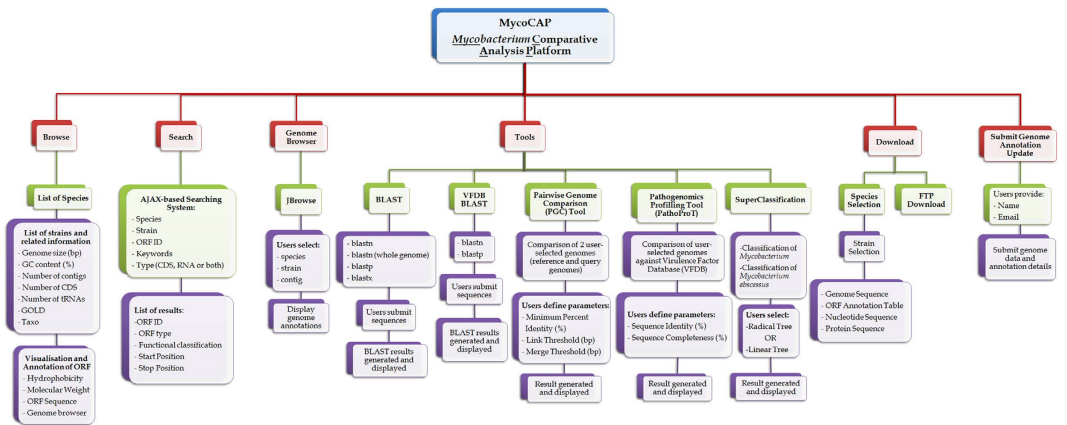 MycoCAP
Mycobacterium Comparative
Analysis Platform
Browse
List of Species
List of strains and
related information
- Genome size (bp)
- GC content (%)
- Number of contigs
- Number of CDS
- Number of tRNAs
- GOLD
- Taxo
Visualisation and
Annotation of ORF
- Hydrophobicity
- Molecular Weight
- ORF Sequence
- Genome browser
Search
AJAX-based Searching
System:
- Species
- Strain
- ORF ID
- Keywords
- Type (CDS, RNA or both)
List of results:
-ORF ID
- ORF type
- Functional classification
- Start Position
- Stop Position
Genome
Browser
JBrowse
Users select:
- species
- strain
- contig
Display
genome
annotations
Tools
BLAST
- blastn
- blastn (whole genome)
- blastp
- blastx
Users submit
sequences
BLAST results
generated and
displayed
VFDB
BLAST
- blastn
- blastp
Users submit
sequences
BLAST results
generated and
displayed
Pairwise Genome
Comparison
(PGC) Tool
Comparison of 2 user-
selected genomes
(reference and query
genomes)
Users define parameters:
- Minimum Percent
Identity (%)
- Link Threshold (bp)
- Merge Threshold (bp)
Result generated
and displayed
Pathogenomics
Profilling Tool
(PathoProT)
Comparison of user-
selected genomes
against Virulence Factor
Database (VFDB)
Users define parameters:
- Sequence Identity (%)
- Sequence Completeness (%)
Result generated
and displayed
SuperClassification
-Classification of
Mycobacterium
-Classification of
Mycobacterium
abscessus
Users select:
-Radical Tree
OR
-Linear Tree
Result generated
and displayed
Download
Species
Selection
Strain
Selection
- Genome Sequence
- ORF Annotation Table
- Nucleotide Sequence
- Protein Sequence
FTP
Download
Submit Genome
Annotation
Update
Users provide:
- Name
- Email
Submit genome
data and
annotation details